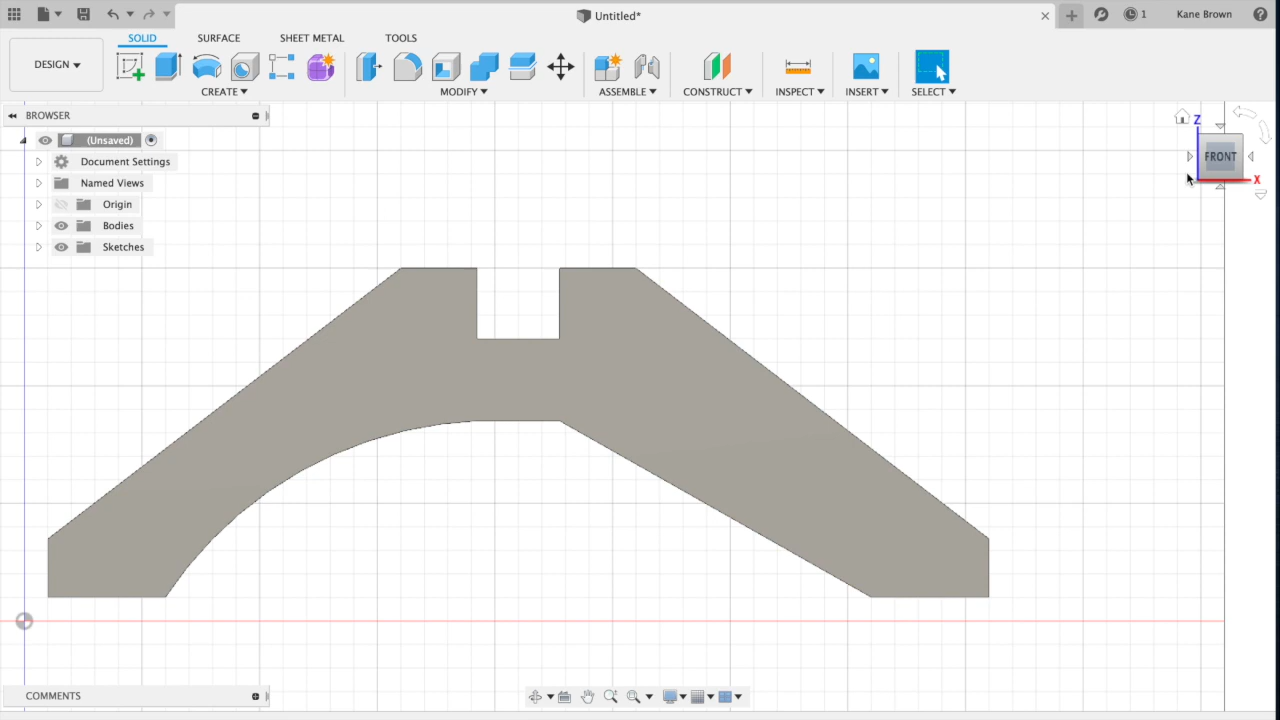 Untitled*
1
Kane Brown
DESIGN
SOLID
SURFACE
SHEET METAL
TOOLS
CREATE
MODIFY
ASSEMBLE
CONSTRUCT
INSPECT
INSERT
SELECT
BROWSER
(Unsaved)
Document Settings
Named Views
Origin
Bodies
Sketches
Z
FRONT
X
COMMENTS